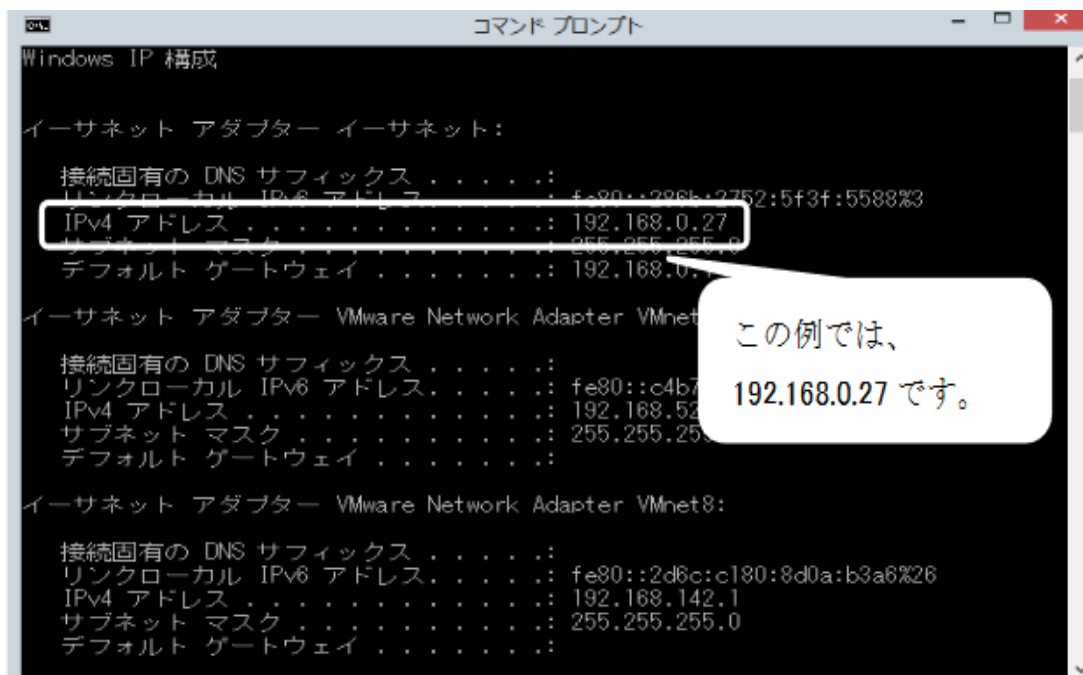 コマンド プロンプト
Windows IP 構成
イーサネット アダプター イーサネット:
接続固有の DNS サフィックス . . . . .:
リンクローカル IPv6 アドレス. . . . .: fe80::286b:2752:5f3f:5588%3
IPv4 アドレス . . . . . . . . . . . .: 192.168.0.27
サブネット マスク . . . . . . . . . .: 255.255.255.0
デフォルト ゲートウェイ . . . . . . .: 192.168.0.
イーサネット アダプター VMware Network Adapter VMnet
接続固有の DNS サフィックス . . . . .:
リンクローカル IPv6 アドレス. . . . .: fe80::c4b7
IPv4 アドレス . . . . . . . . . . . .: 192.168.52
サブネット マスク . . . . . . . . . .: 255.255.255
デフォルト ゲートウェイ . . . . . . .:
この例では、
192.168.0.27 です。
イーサネット アダプター VMware Network Adapter VMnet8:
接続固有の DNS サフィックス . . . . .:
リンクローカル IPv6 アドレス. . . . .: fe80::2d6c:c180:8d0a:b3a6%26
IPv4 アドレス . . . . . . . . . . . .: 192.168.142.1
サブネット マスク . . . . . . . . . .: 255.255.255.0
デフォルト ゲートウェイ . . . . . . .: